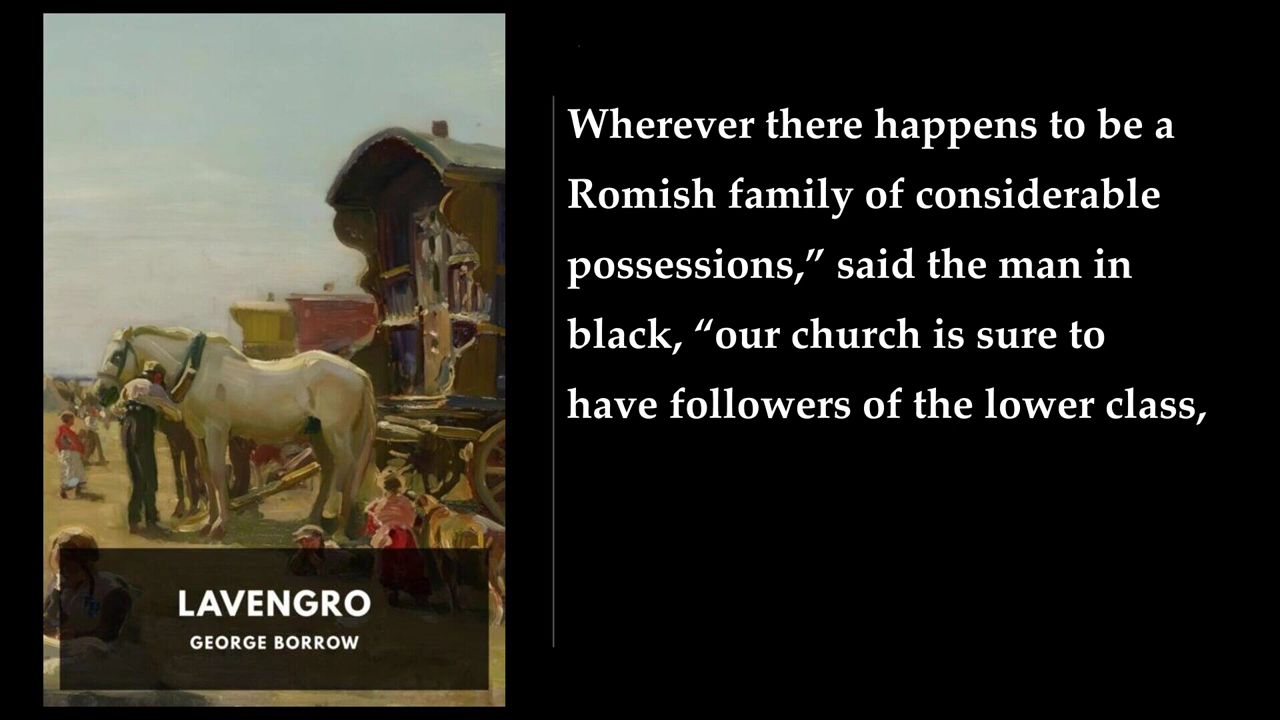 LAVENGRO
GEORGE BORROW
Wherever there happens to be a
Romish family of considerable
possessions,” said the man in
black, “our church is sure to
have followers of the lower class,